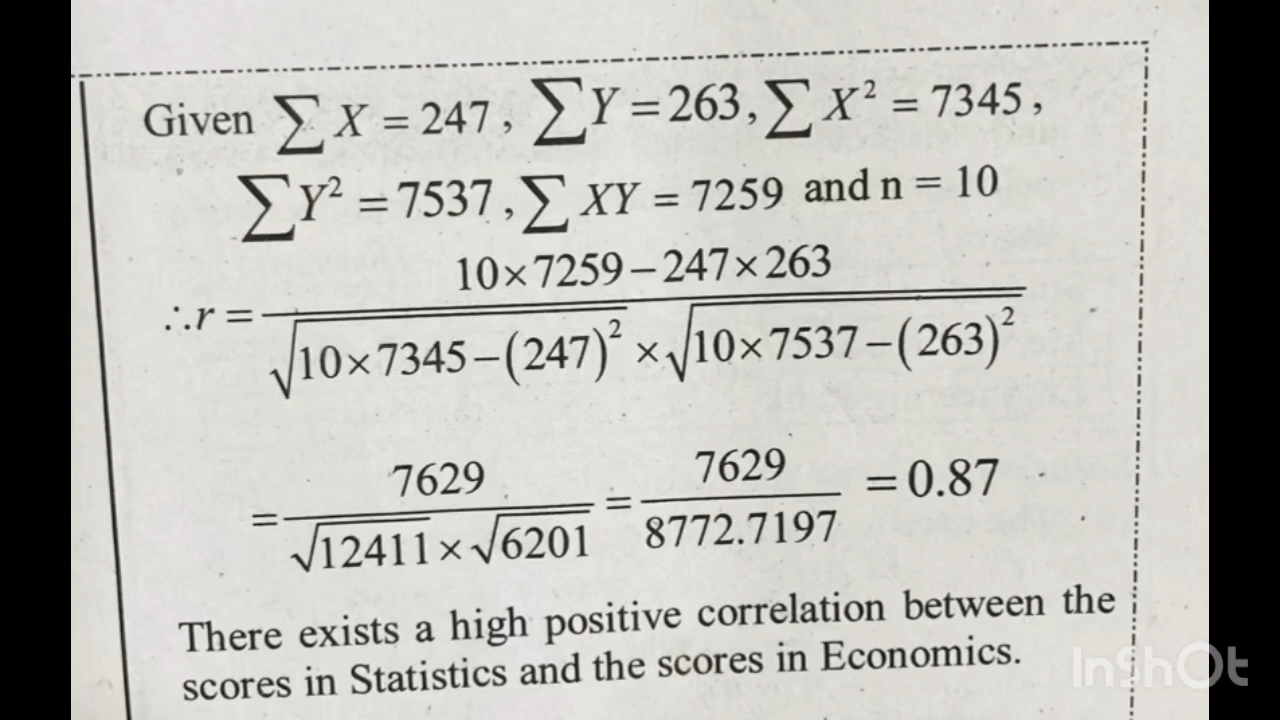 Given ∑ X = 247, ∑ Y = 263, ∑ X² = 7345,
∑ Y² = 7537, ∑ XY = 7259 and n = 10
∴ r = (10×7259−247×263) / (√(10×7345−(247)²) × √(10×7537−(263)²))
= 7629 / (√12411 × √6201) = 7629 / 8772.7197 = 0.87
There exists a high positive correlation between the
scores in Statistics and the scores in Economics.
InShOt